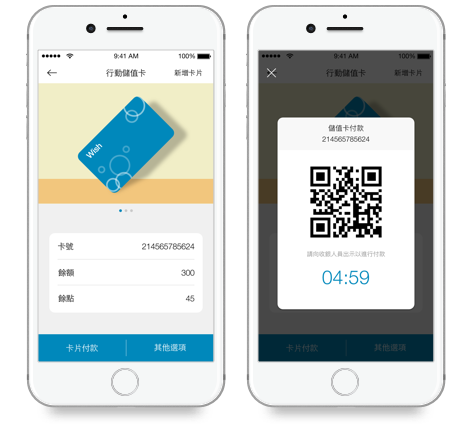 9:41 AM
100%
行動儲值卡
新增卡片
Wish
卡號 214565785624
餘額 300
餘點 45
卡片付款
其他選項
9:41 AM
100%
行動儲值卡
新增卡片
儲值卡付款
214565785624
請向收銀人員出示以進行付款
04:59
卡片付款
其他選項